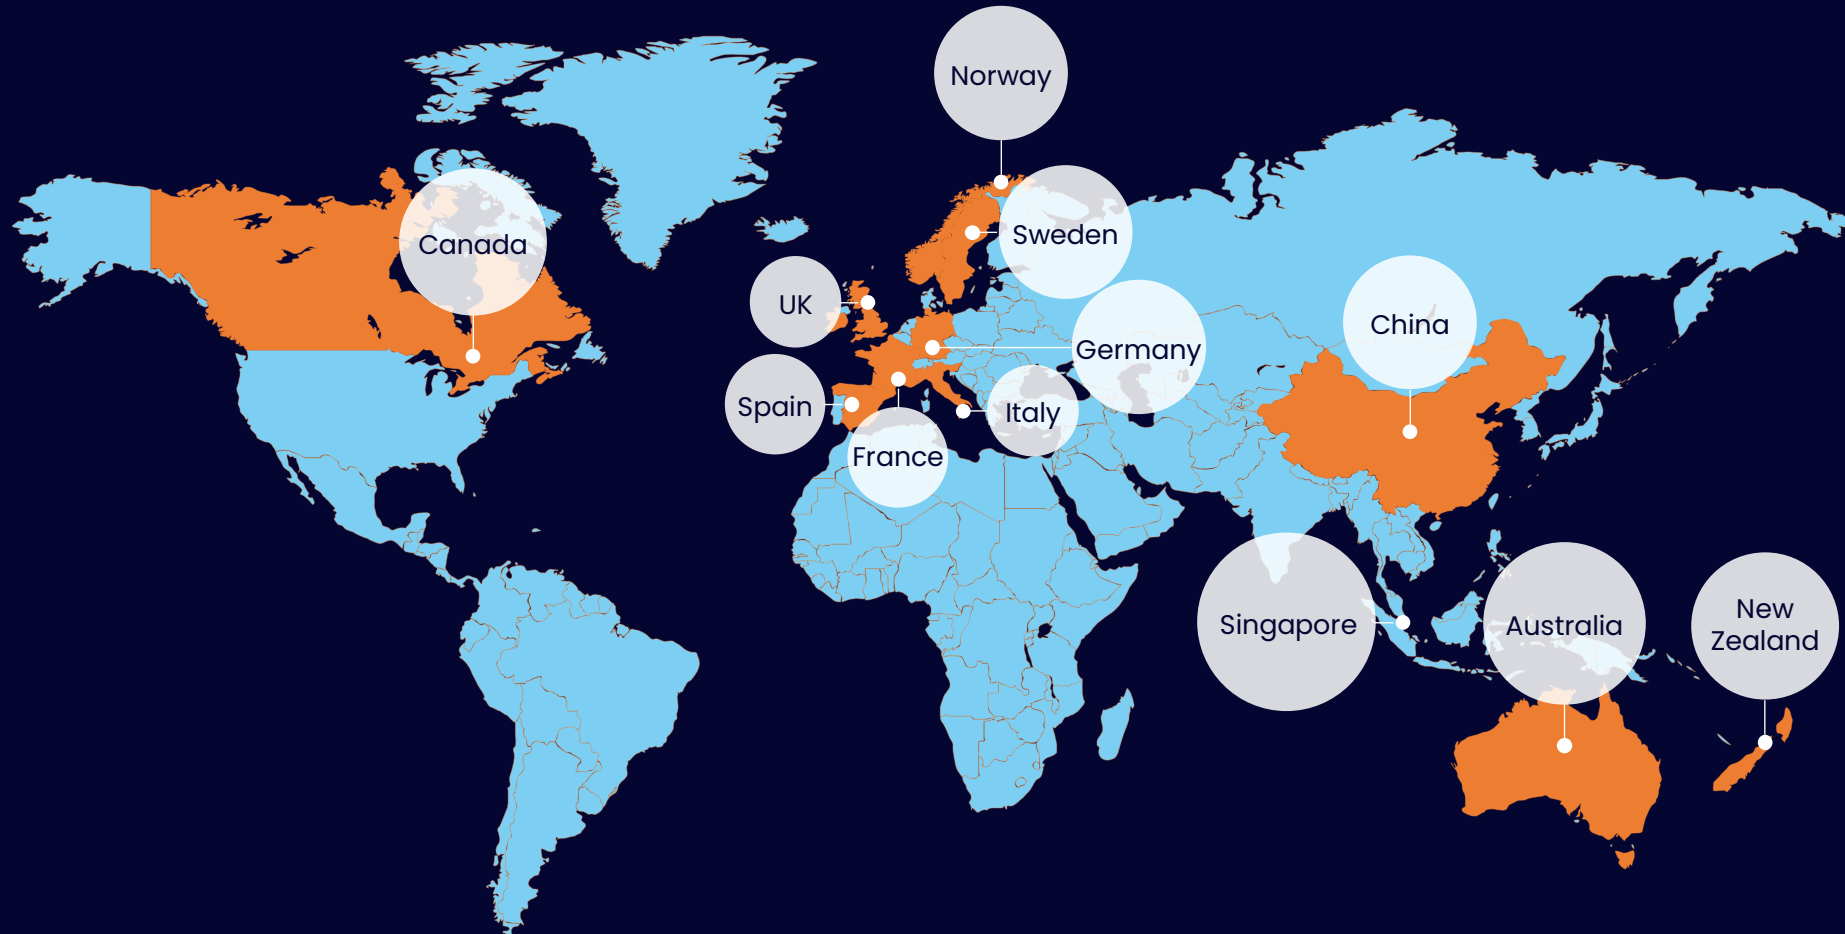 Norway
Canada
Sweden
UK
China
Germany
Spain
Italy
France
Singapore
Australia
New
Zealand